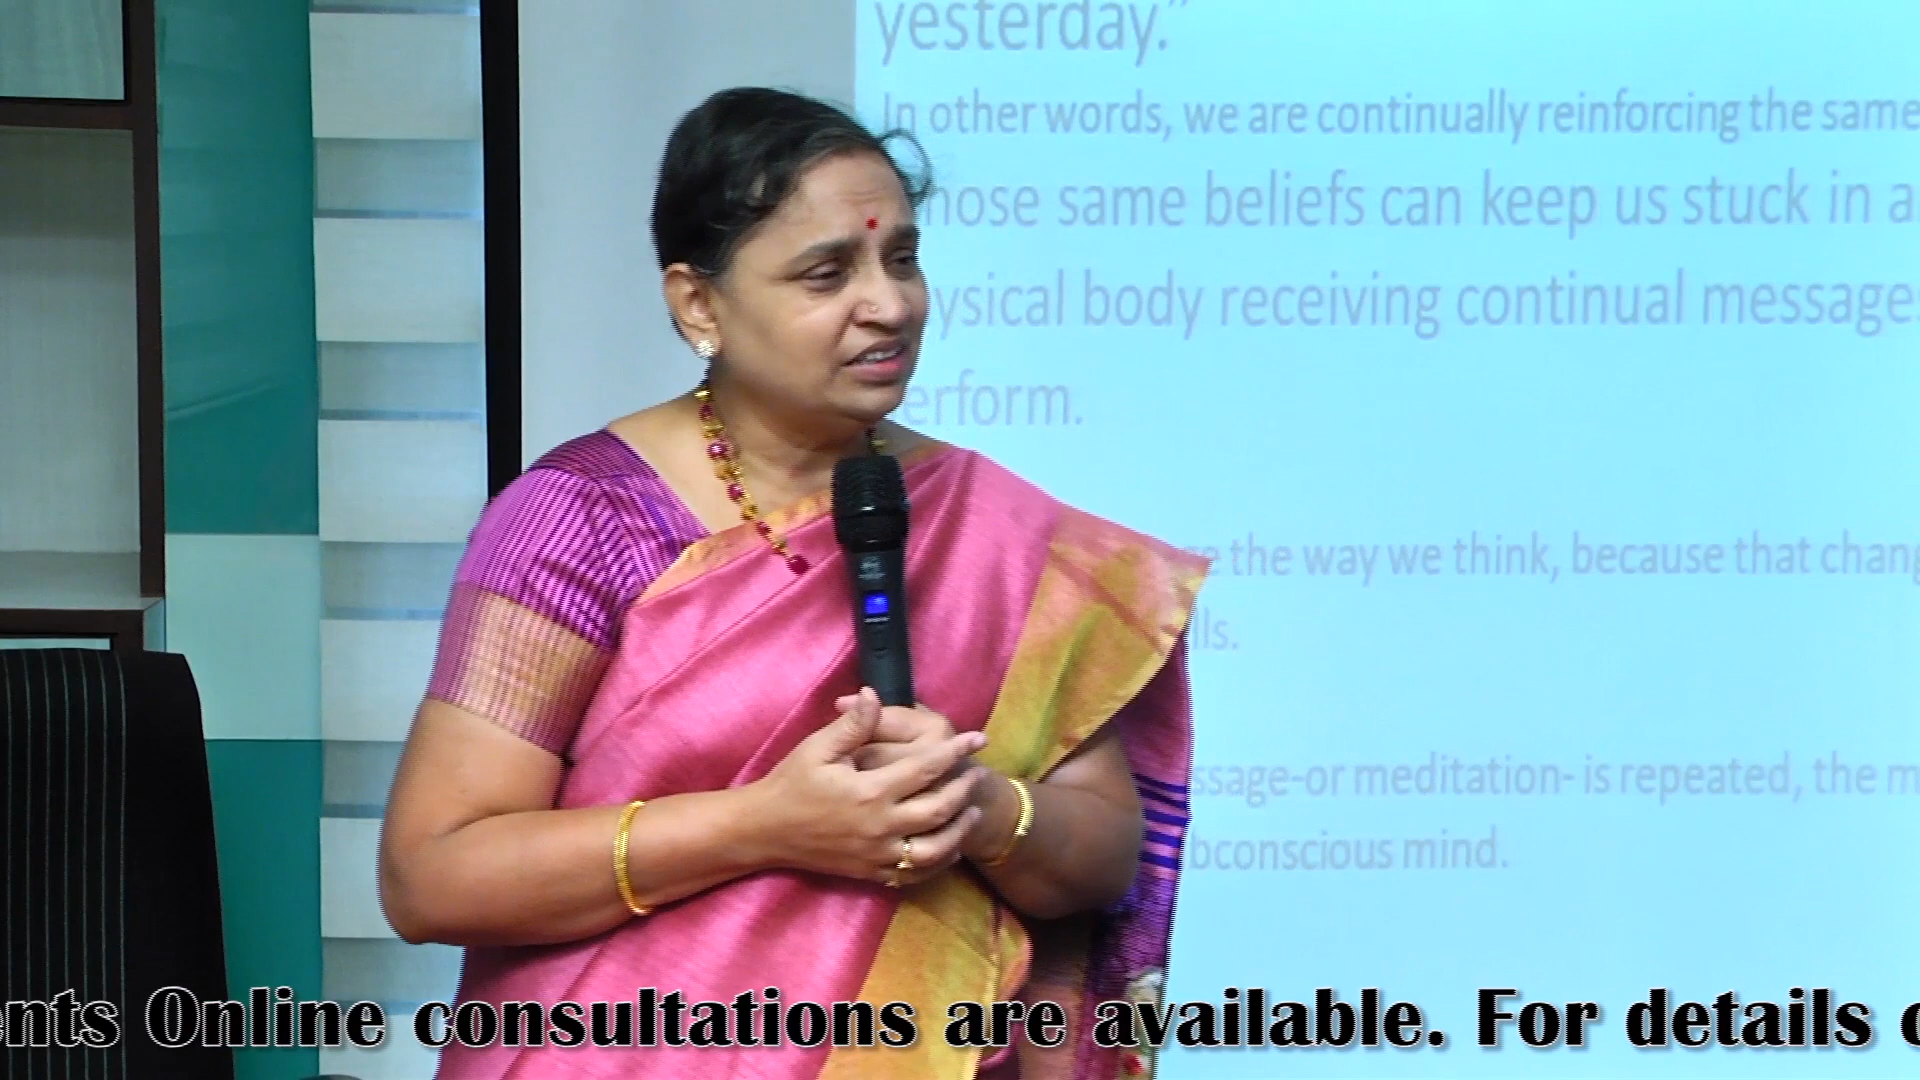 yesterday."
In other words, we are continually reinforcing the same
hose same beliefs can keep us stuck in a
ysical body receiving continual message
erform.
e the way we think, because that chang
lls.
ssage-or meditation- is repeated, the m
bconscious mind.
nts Online consultations are available. For details